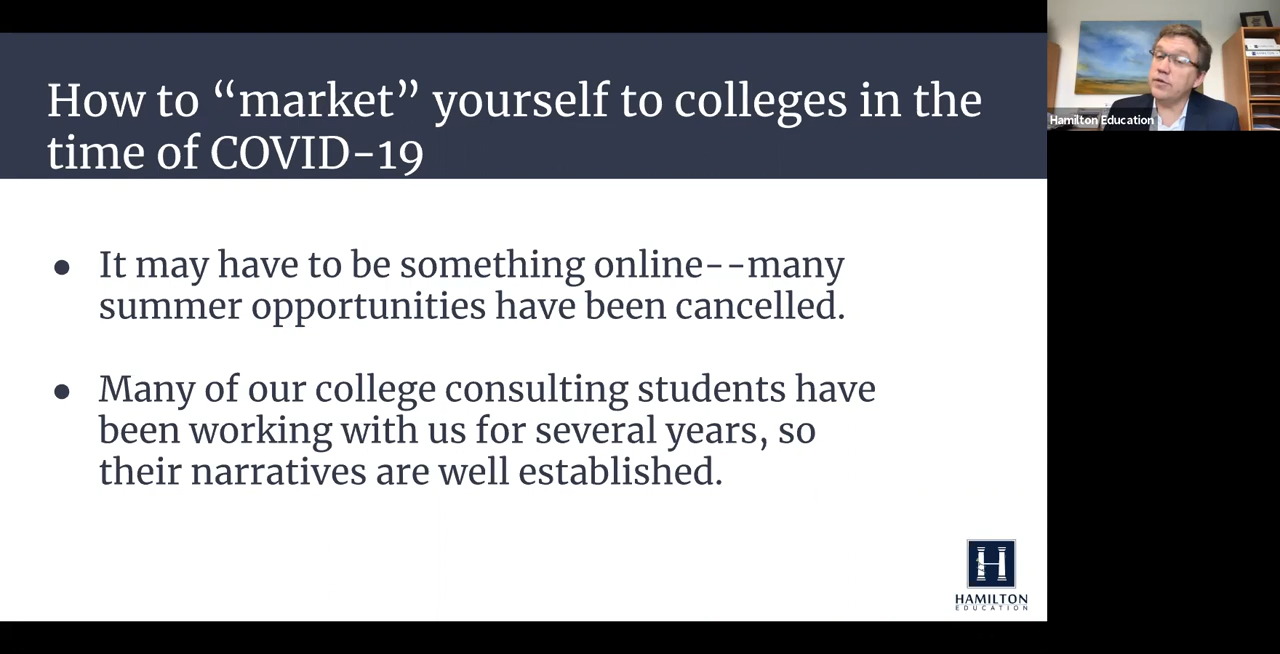 How to “market” yourself to colleges in the
time of COVID-19
● It may have to be something online--many
summer opportunities have been cancelled.
● Many of our college consulting students have
been working with us for several years, so
their narratives are well established.
H
HAMILTON
EDUCATION
Hamilton Education